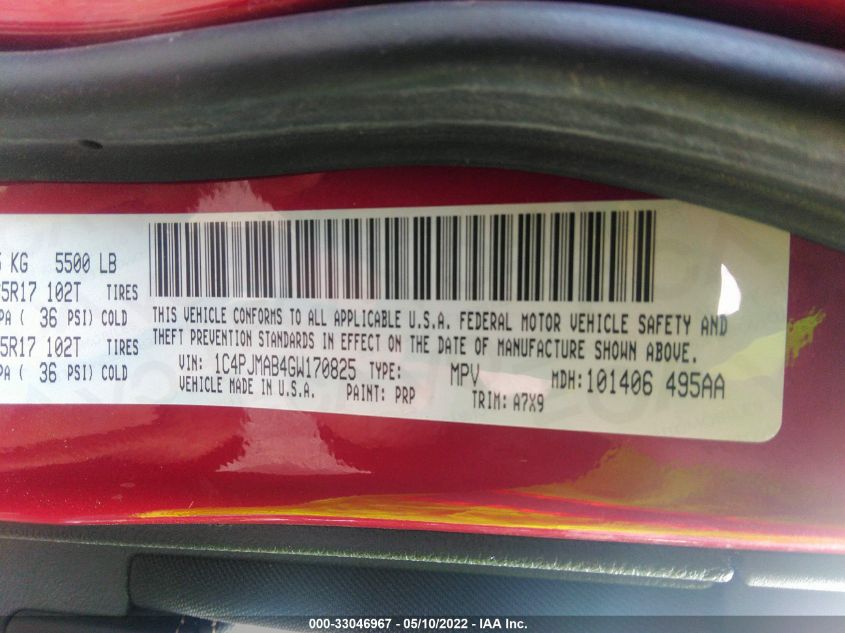 KG 5500 LB
5R17 102T TIRES
PA ( 36 PSI) COLD
5R17 102T TIRES
PA ( 36 PSI) COLD
THIS VEHICLE CONFORMS TO ALL APPLICABLE U.S.A. FEDERAL MOTOR VEHICLE SAFETY AND
THEFT PREVENTION STANDARDS IN EFFECT ON THE DATE OF MANUFACTURE SHOWN ABOVE.
VIN: 1C4PJMAB4GW170825 TYPE: MPV MDH: 101406 495AA
VEHICLE MADE IN U.S.A. PAINT: PRP TRIM: A7X9
000-33046967 - 05/10/2022 - IAA Inc.